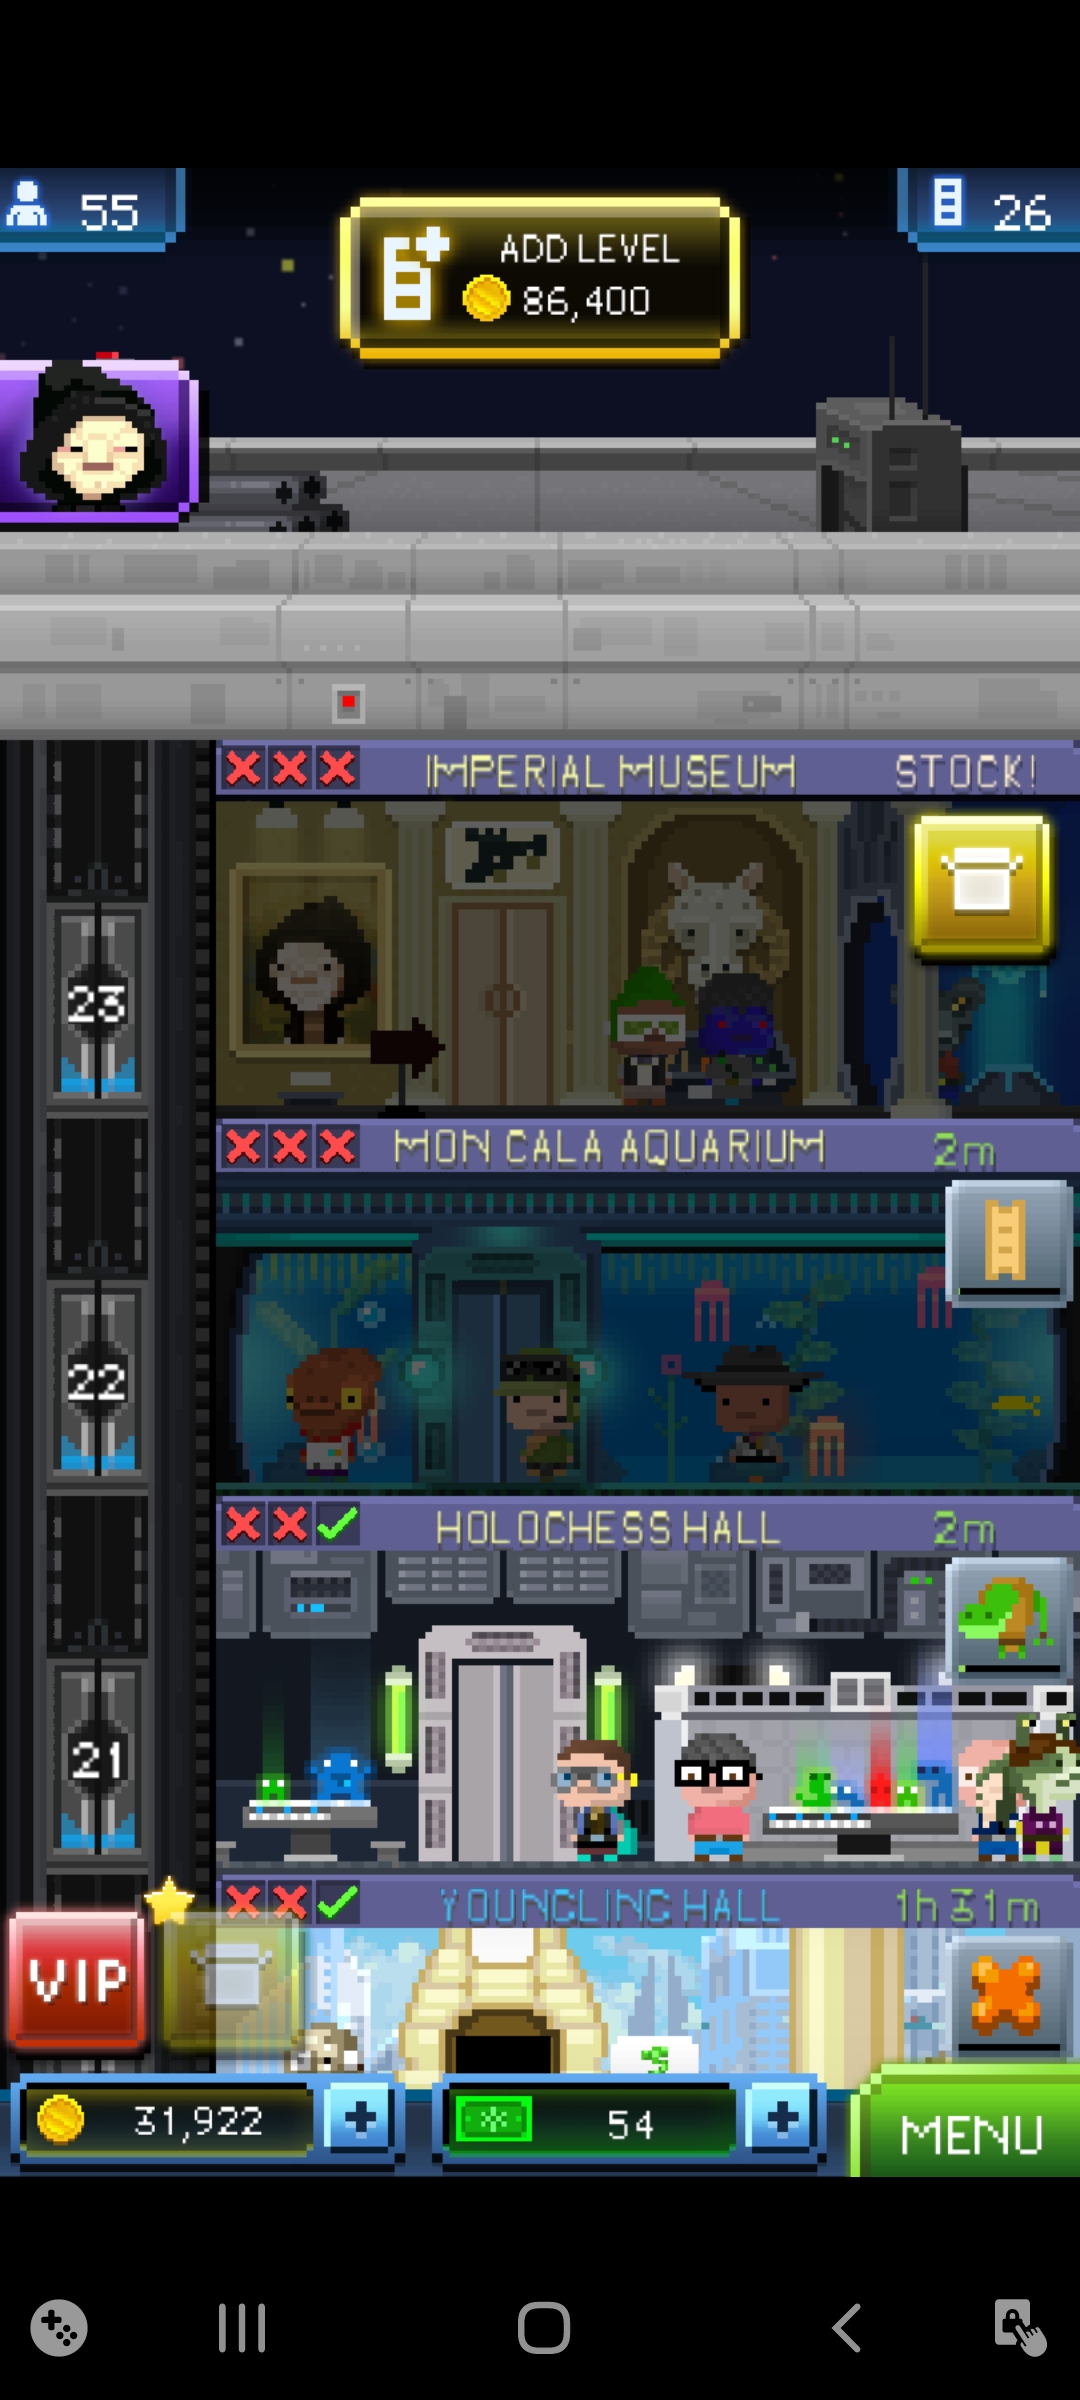 55
ADD LEVEL
86,400
26
IMPERIAL MUSEUM
STOCK!
23
MON CALA AQUARIUM
2m
22
HOLOCHESS HALL
2m
21
YOUNGLING HALL
1h 31m
VIP
31,922
54
MENU